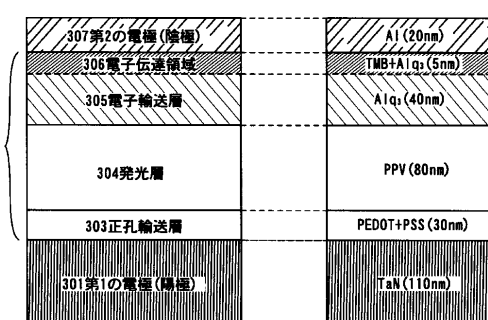 307第2の電極(陰極)
Al(20nm)
306電子伝達領域
TMB+Alq₃(5nm)
305電子輸送層
Alq₃(40nm)
304発光層
PPV(80nm)
303正孔輸送層
PEDOT+PSS(30nm)
301第1の電極(陽極)
TaN(110nm)